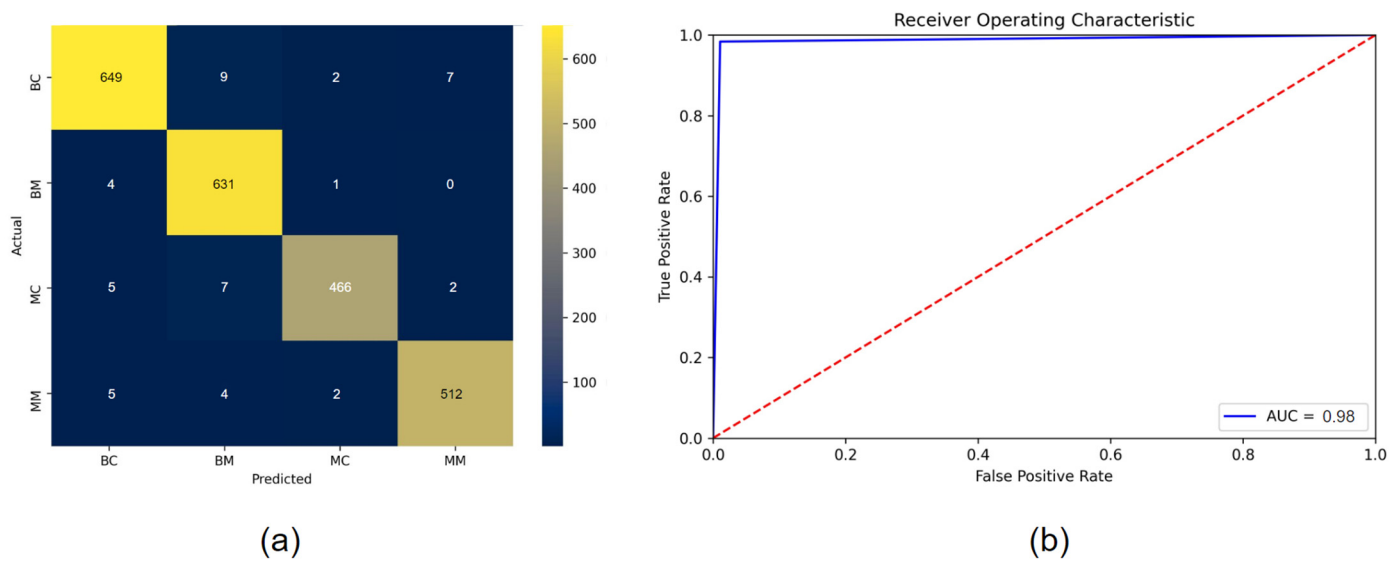 BC 649 9 2 7
BM 4 631 1 0
MC 5 7 466 2
MM 5 4 2 512
BC BM MC MM
Predicted
Actual
600
500
400
300
200
100
(a)
Receiver Operating Characteristic
1.0
0.8
0.6
0.4
0.2
0.0
True Positive Rate
AUC = 0.98
0.0 0.2 0.4 0.6 0.8 1.0
False Positive Rate
(b)